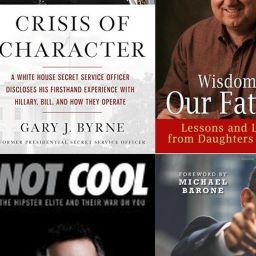 CRISIS OF
CHARACTER
A WHITE HOUSE SECRET SERVICE OFFICER
DISCLOSES HIS FIRSTHAND EXPERIENCE WITH
HILLARY, BILL, AND HOW THEY OPERATE
GARY J. BYRNE
FORMER PRESIDENTIAL SECRET SERVICE OFFICER
Wisdom
Our Fat
Lessons and L
from Daughters
NOT COOL
THE HIPSTER ELITE AND THEIR WAR ON YOU
FOREWORD BY
MICHAEL
BARONE